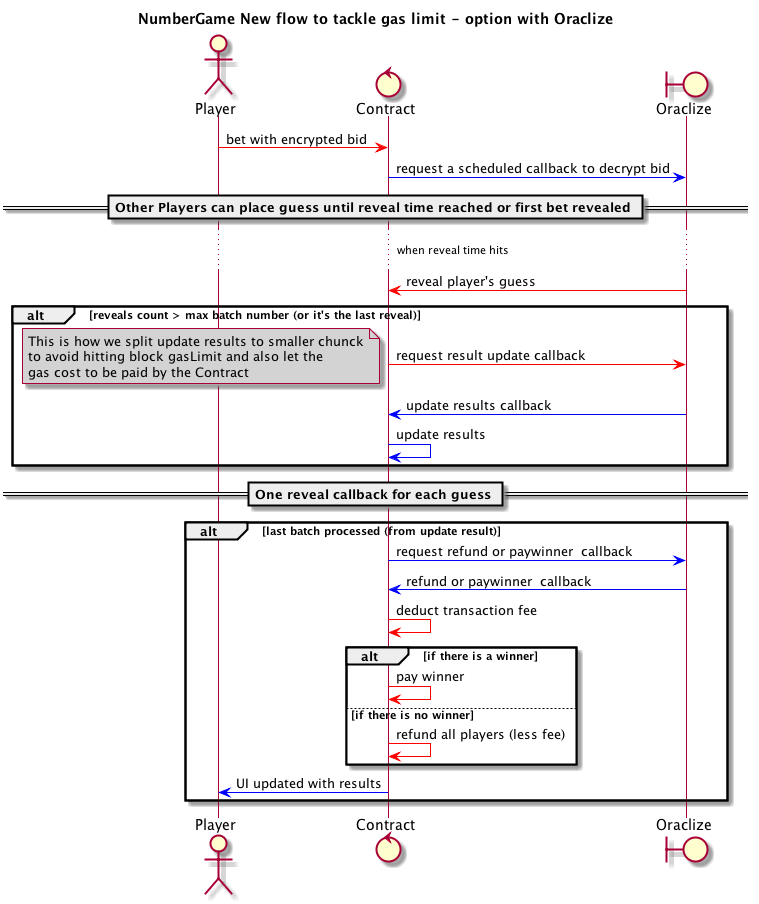 NumberGame New flow to tackle gas limit - option with Oraclize
Player
Contract
Oraclize
bet with encrypted bid
request a scheduled callback to decrypt bid
Other Players can place guess until reveal time reached or first bet revealed
when reveal time hits
reveal player's guess
alt
[reveals count > max batch number (or it's the last reveal)]
This is how we split update results to smaller chunck
to avoid hitting block gasLimit and also let the
gas cost to be paid by the Contract
request result update callback
update results callback
update results
One reveal callback for each guess
alt
[last batch processed (from update result)]
request refund or paywinner  callback
refund or paywinner  callback
deduct transaction fee
alt
[if there is a winner]
pay winner
[if there is no winner]
refund all players (less fee)
UI updated with results
Player
Contract
Oraclize